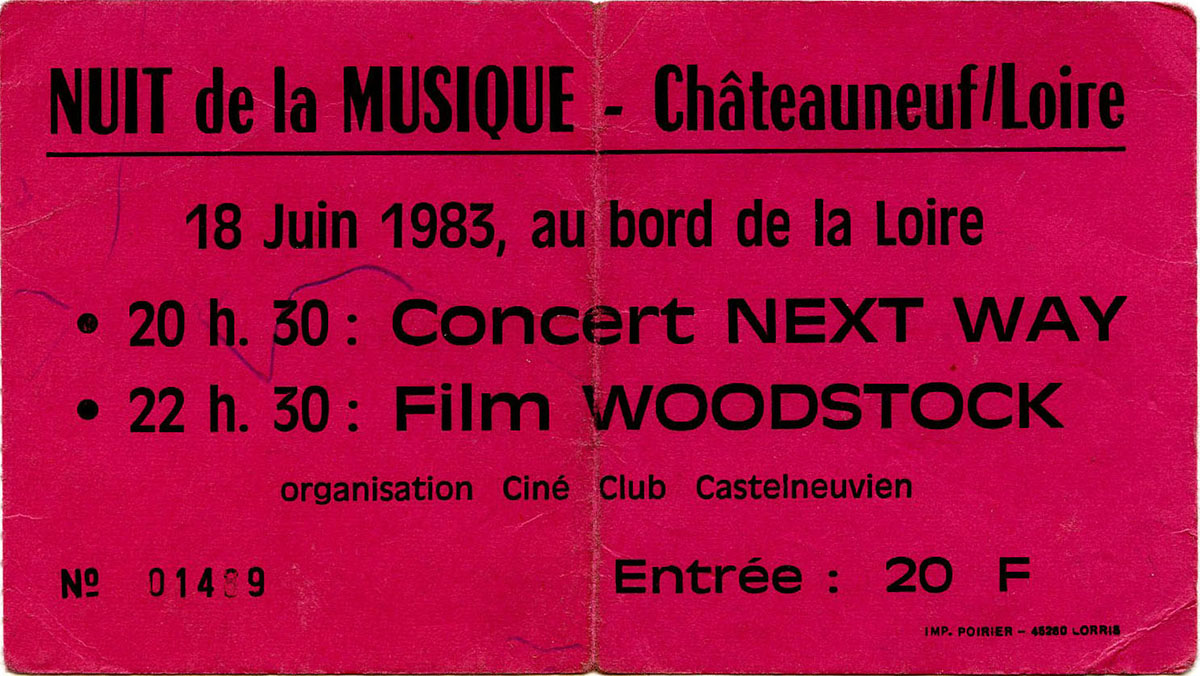 NUIT de la MUSIQUE - Châteauneuf/Loire
18 Juin 1983, au bord de la Loire
• 20 h. 30 : Concert NEXT WAY
• 22 h. 30 : Film WOODSTOCK
organisation Ciné Club Castelneuvien
Nº 01489
Entrée : 20 F
IMP. POIRIER – 45260 LORRIS